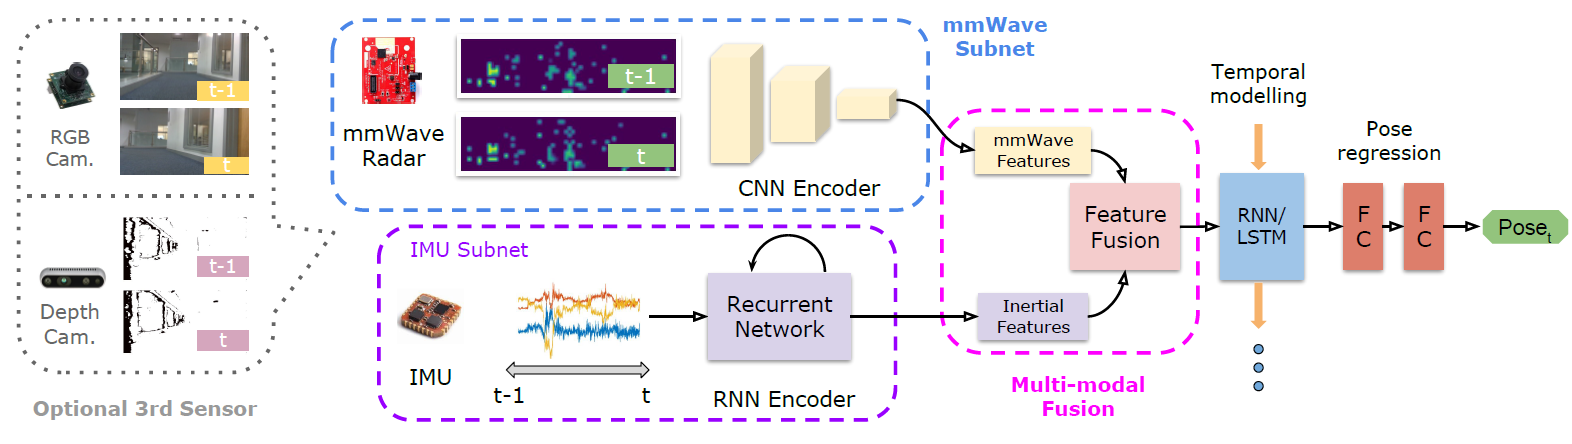 RGB
Cam.
t-1
t
Depth
Cam.
t-1
t
Optional 3rd Sensor
mmWave
Subnet
mmWave
Radar
t-1
t
CNN Encoder
IMU Subnet
IMU
t-1
t
Recurrent
Network
RNN Encoder
mmWave
Features
Feature
Fusion
Inertial
Features
Multi-modal
Fusion
Temporal
modelling
RNN/
LSTM
Pose
regression
F
C
F
C
Pose_t